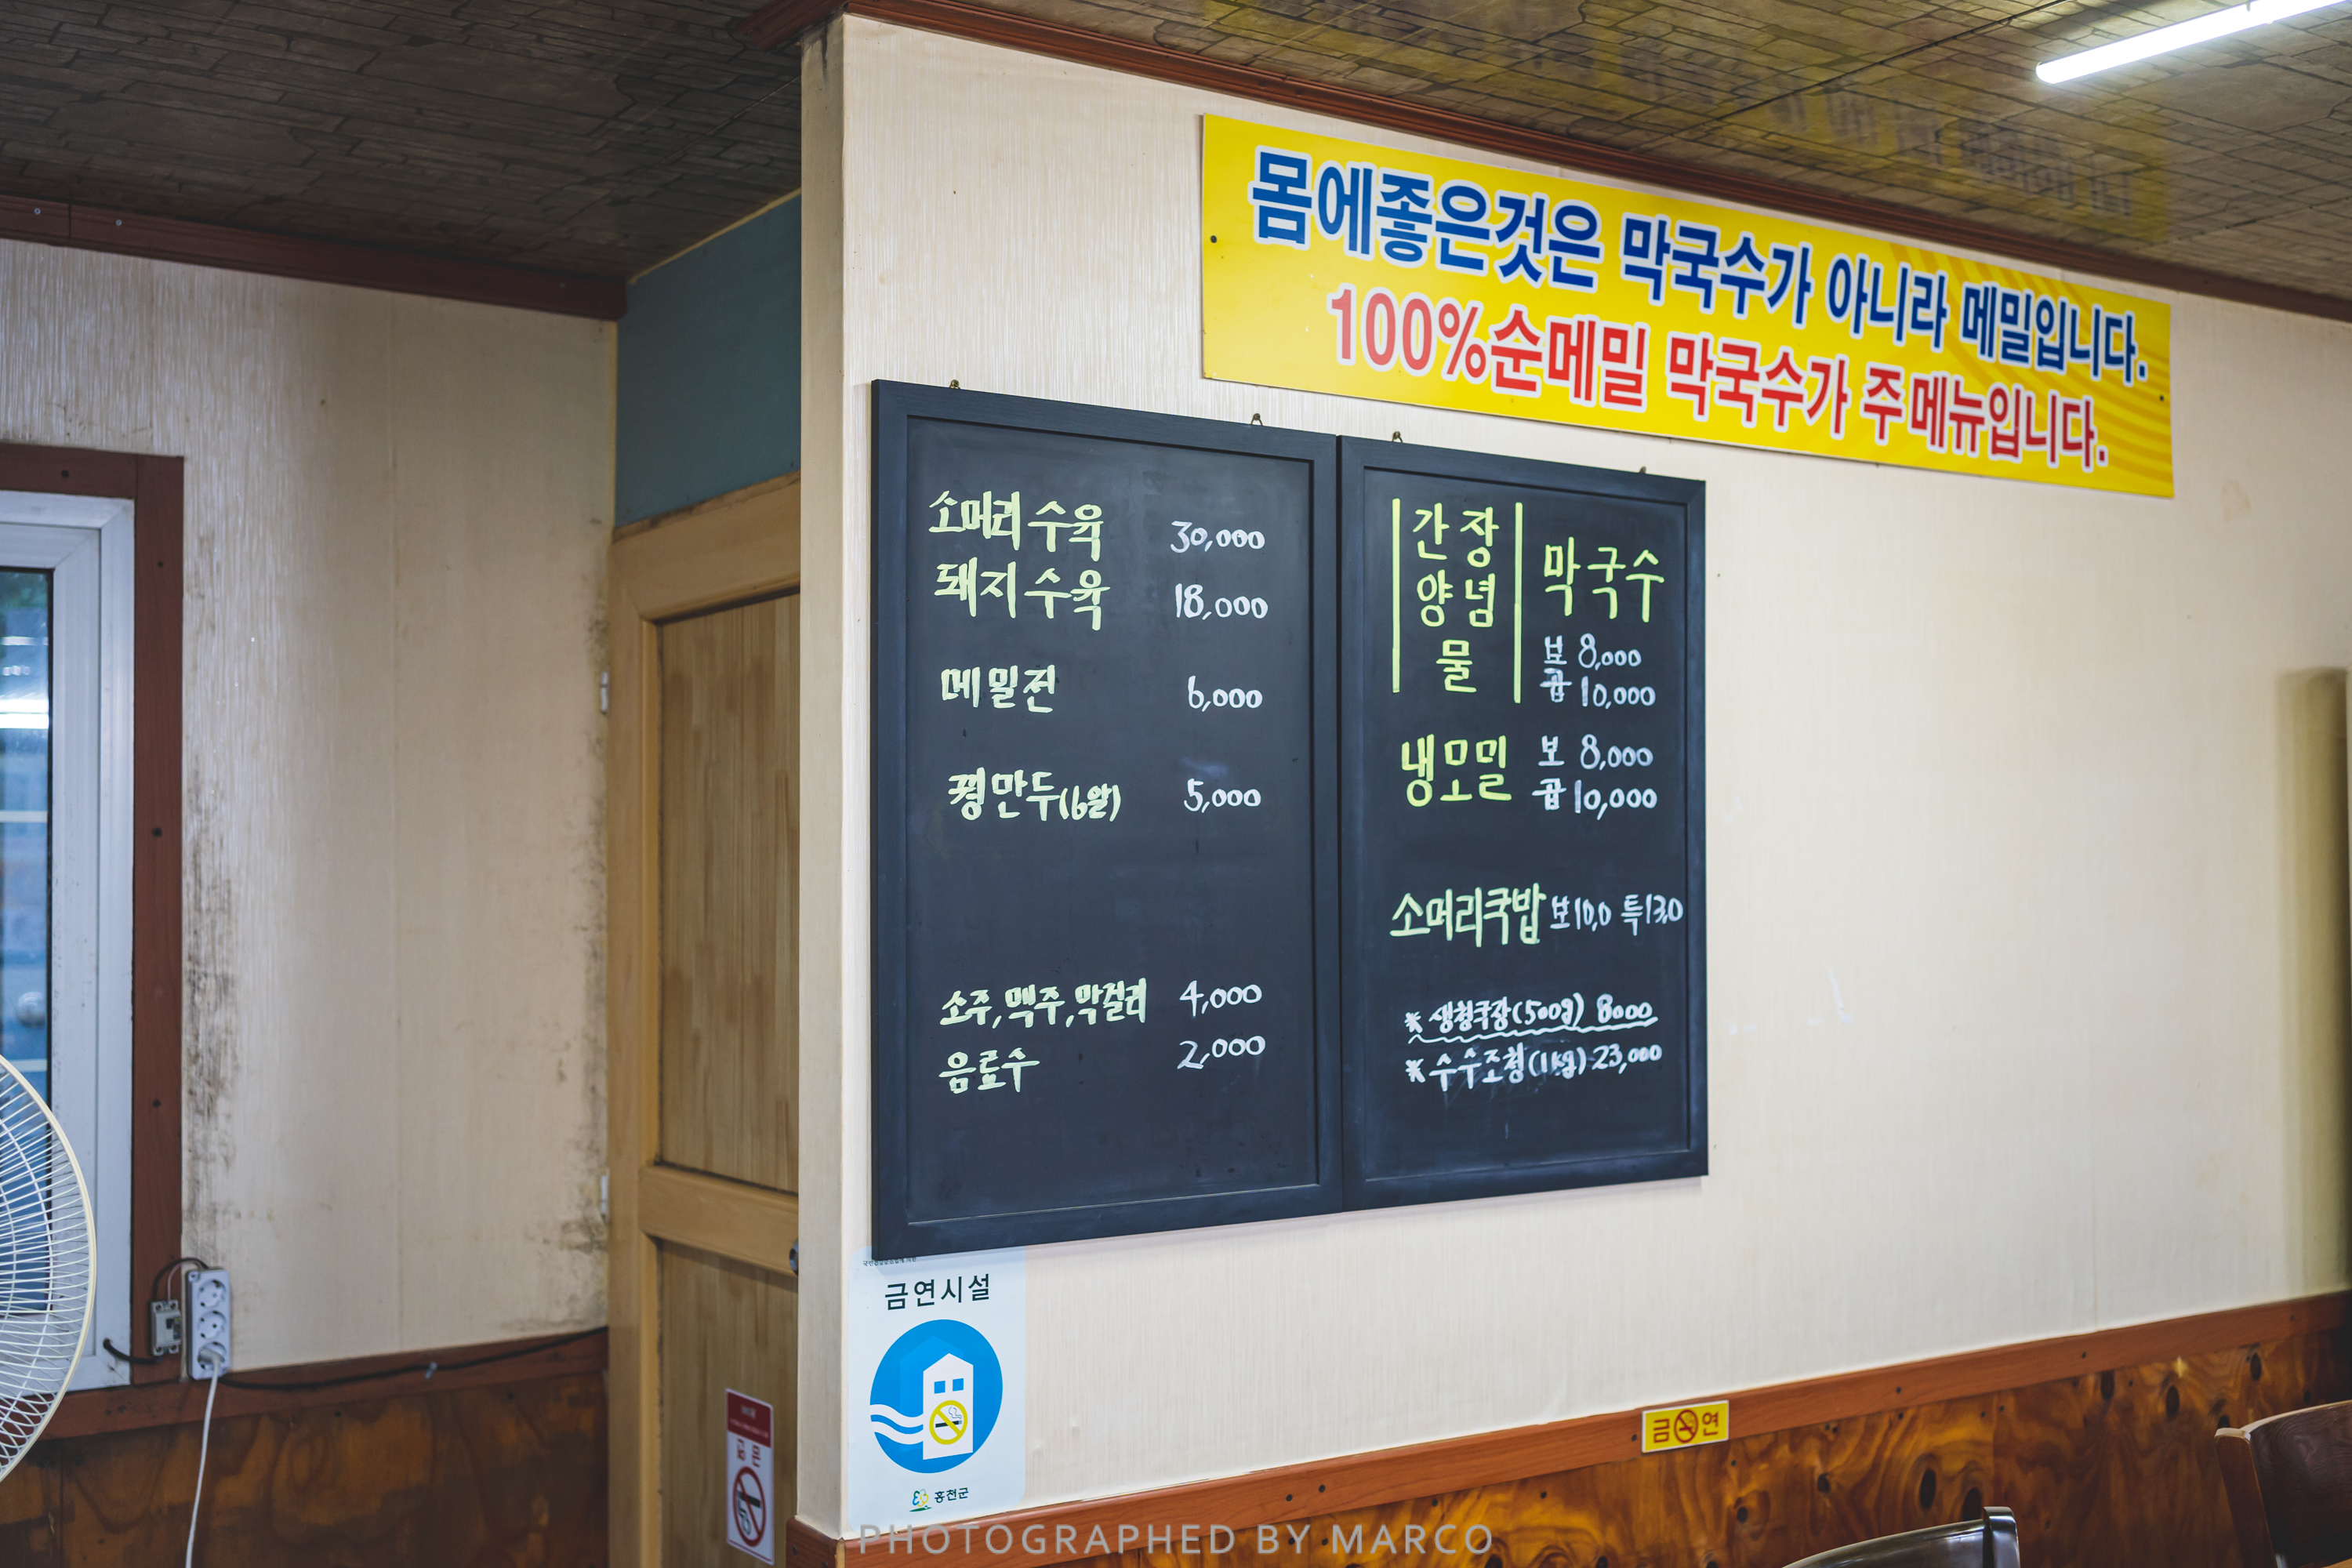 몸에좋은것은 막국수가 아니라 메밀입니다.
100%순메밀 막국수가 주메뉴입니다.
소머리수육 30,000
돼지수육 18,000
메밀전 6,000
꿩만두(6알) 5,000
소주,맥주,막걸리 4,000
음료수 2,000
간장
양념
물
막국수
보 8,000
곱 10,000
냉모밀 보 8,000
곱 10,000
소머리국밥 보10,0 특13,0
※ 생청국장(500g) 8000
※ 수수조청(1kg) 23,000
금연시설
홍천군
금연
PHOTOGRAPHED BY MARCO